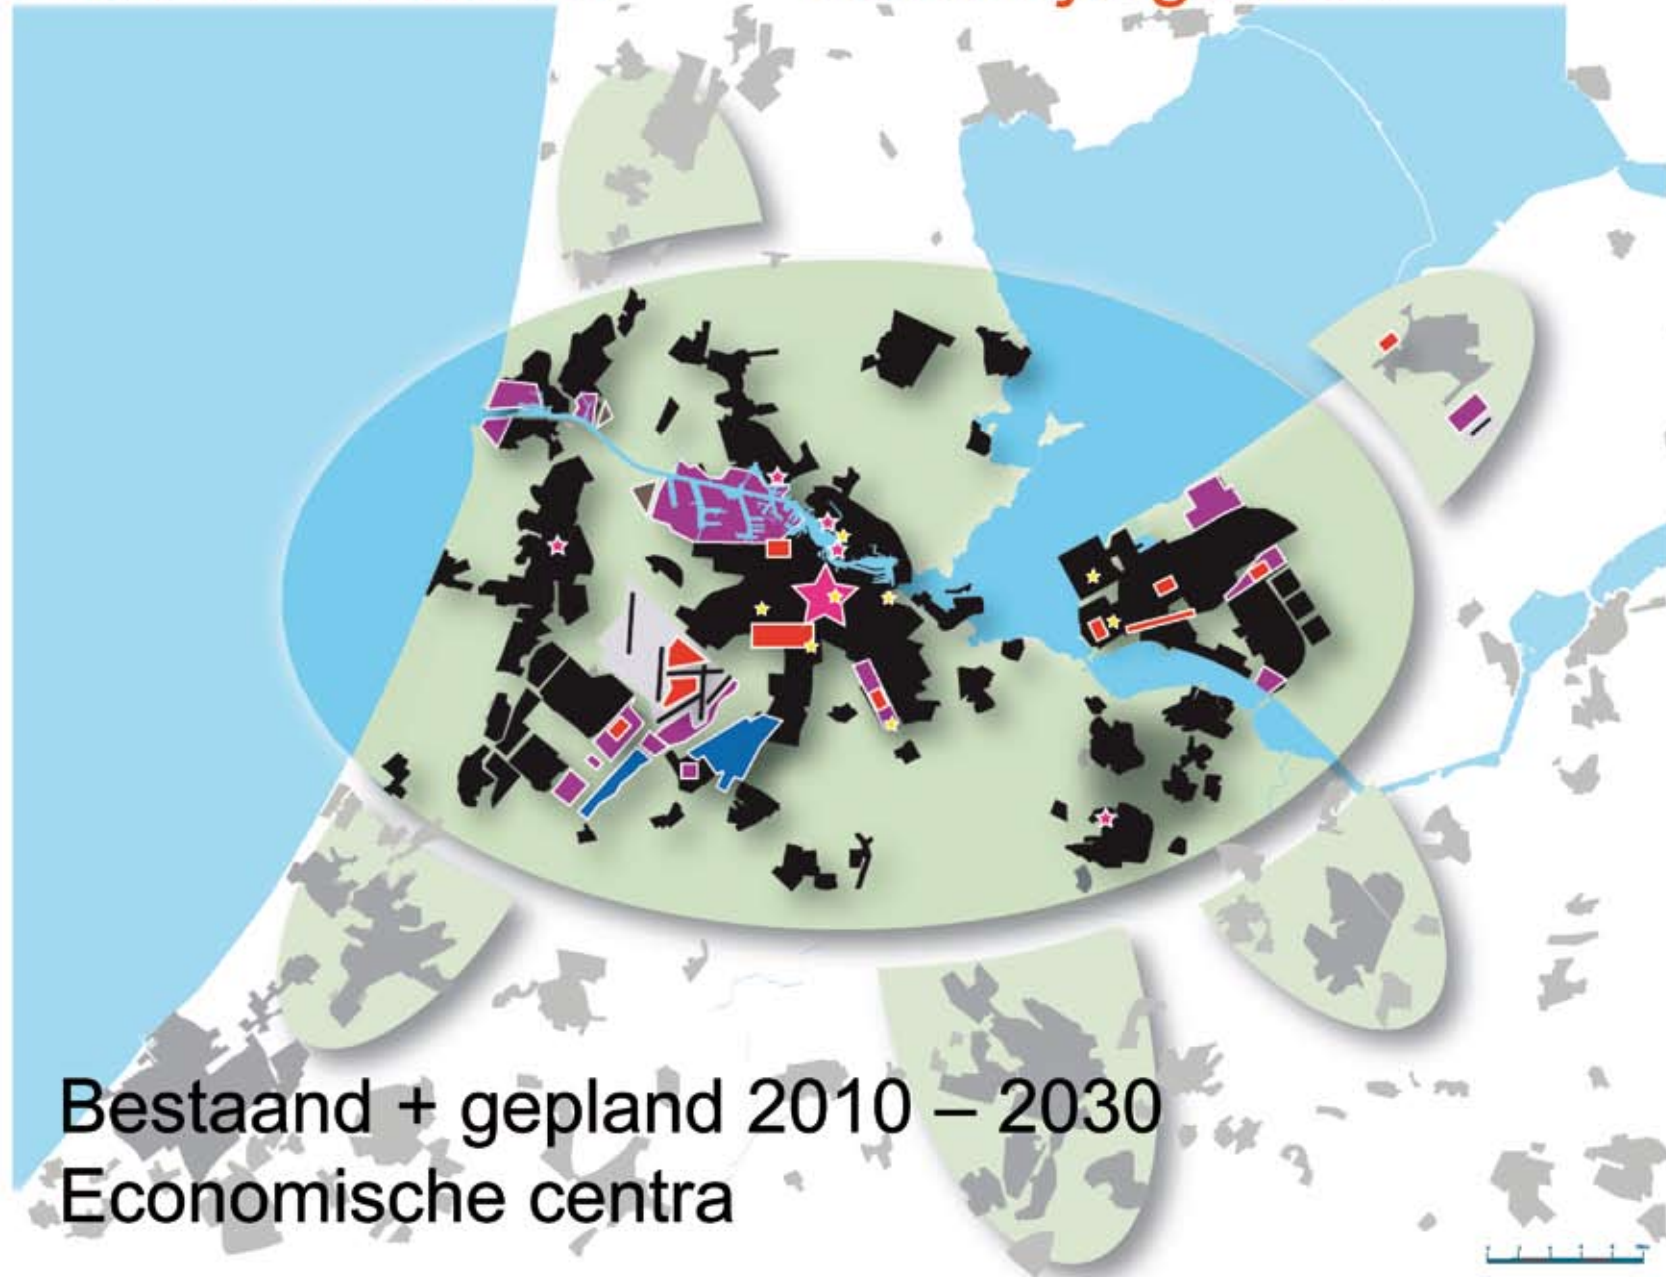 Bestaand + gepland 2010 – 2030
Economische centra